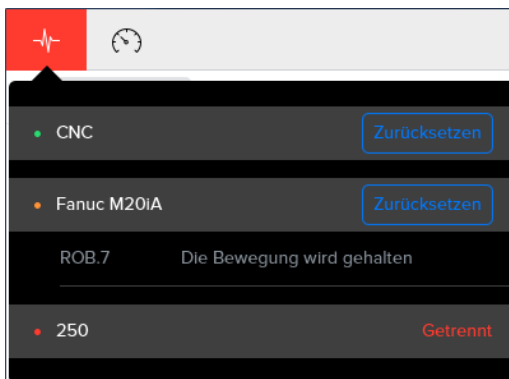 CNC Zurücksetzen
Fanuc M20iA Zurücksetzen
ROB.7 Die Bewegung wird gehalten
250 Getrennt